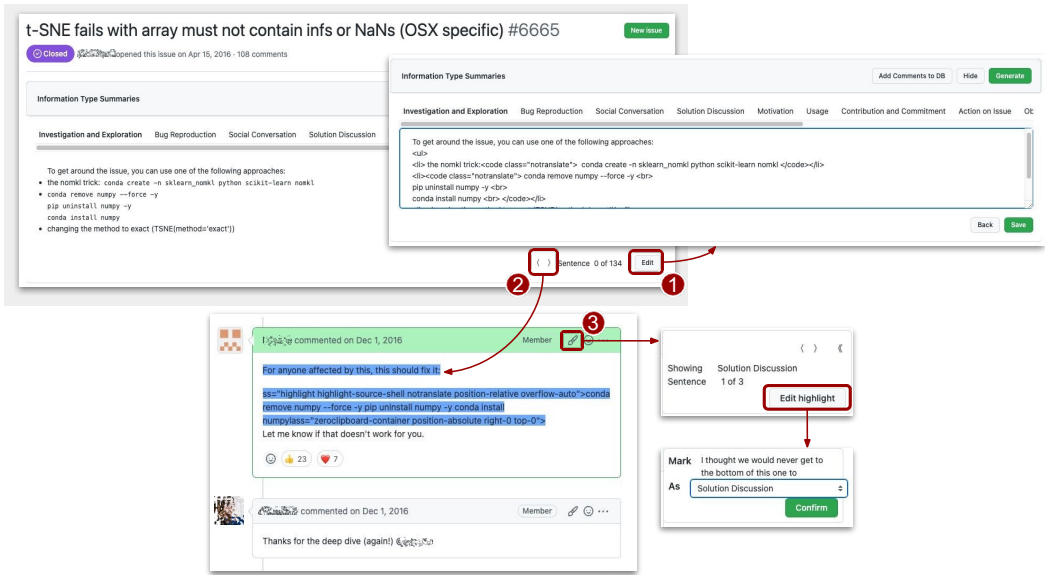 t-SNE fails with array must not contain infs or NaNs (OSX specific) #6665
New issue
Closed
opened this issue on Apr 15, 2016 · 108 comments
Information Type Summaries
Investigation and Exploration Bug Reproduction Social Conversation Solution Discussion
To get around the issue, you can use one of the following approaches:
• the nomkl trick: conda create -n sklearn_nomkl python scikit-learn nomkl
• conda remove numpy --force -y
pip uninstall numpy -y
conda install numpy
• changing the method to exact (TSNE(method='exact'))
〈 〉 Sentence 0 of 134 Edit
2
1
Information Type Summaries
Add Comments to DB Hide Generate
Investigation and Exploration Bug Reproduction Social Conversation Solution Discussion Motivation Usage Contribution and Commitment Action on Issue
To get around the issue, you can use one of the following approaches:
<ul>
<li> the nomkl trick:<code class="notranslate"> conda create -n sklearn_nomkl python scikit-learn nomkl </code></li>
<li><code class="notranslate"> conda remove numpy --force -y <br>
pip uninstall numpy -y <br>
conda install numpy <br> </code></li>
Back Save
3
commented on Dec 1, 2016 Member
For anyone affected by this, this should fix it:
ss="highlight highlight-source-shell notranslate position-relative overflow-auto">conda
remove numpy --force -y pip uninstall numpy -y conda install
numpylass="zeroclipboard-container position-absolute right-0 top-0">
Let me know if that doesn't work for you.
👍 23 ❤️ 7
commented on Dec 1, 2016 Member
Thanks for the deep dive (again!)
〈 〉 《
Showing Solution Discussion
Sentence 1 of 3
Edit highlight
Mark I thought we would never get to
the bottom of this one to
As Solution Discussion
Confirm